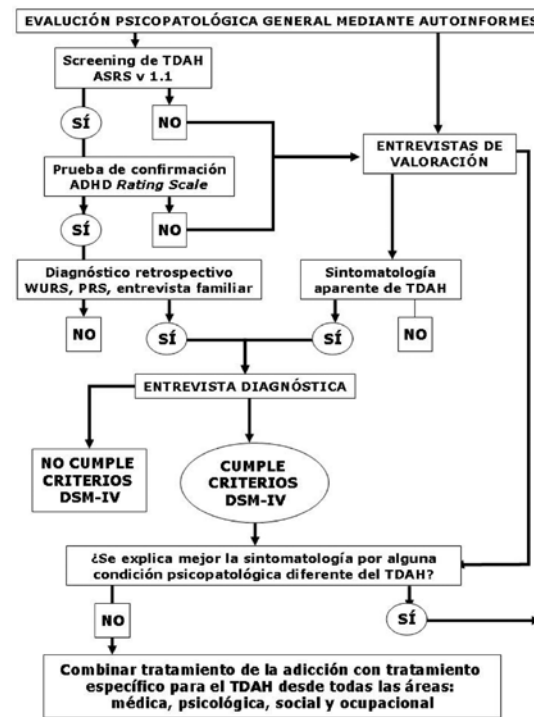 EVALUCIÓN PSICOPATOLÓGICA GENERAL MEDIANTE AUTOINFORMES
Screening de TDAH
ASRS v 1.1
SÍ
NO
ENTREVISTAS DE
VALORACIÓN
Prueba de confirmación
ADHD Rating Scale
SÍ
NO
Diagnóstico retrospectivo
WURS, PRS, entrevista familiar
Sintomatología
aparente de TDAH
NO
SÍ
SÍ
NO
ENTREVISTA DIAGNÓSTICA
NO CUMPLE
CRITERIOS
DSM-IV
CUMPLE
CRITERIOS
DSM-IV
¿Se explica mejor la sintomatología por alguna
condición psicopatológica diferente del TDAH?
NO
SÍ
Combinar tratamiento de la adicción con tratamiento
específico para el TDAH desde todas las áreas:
médica, psicológica, social y ocupacional